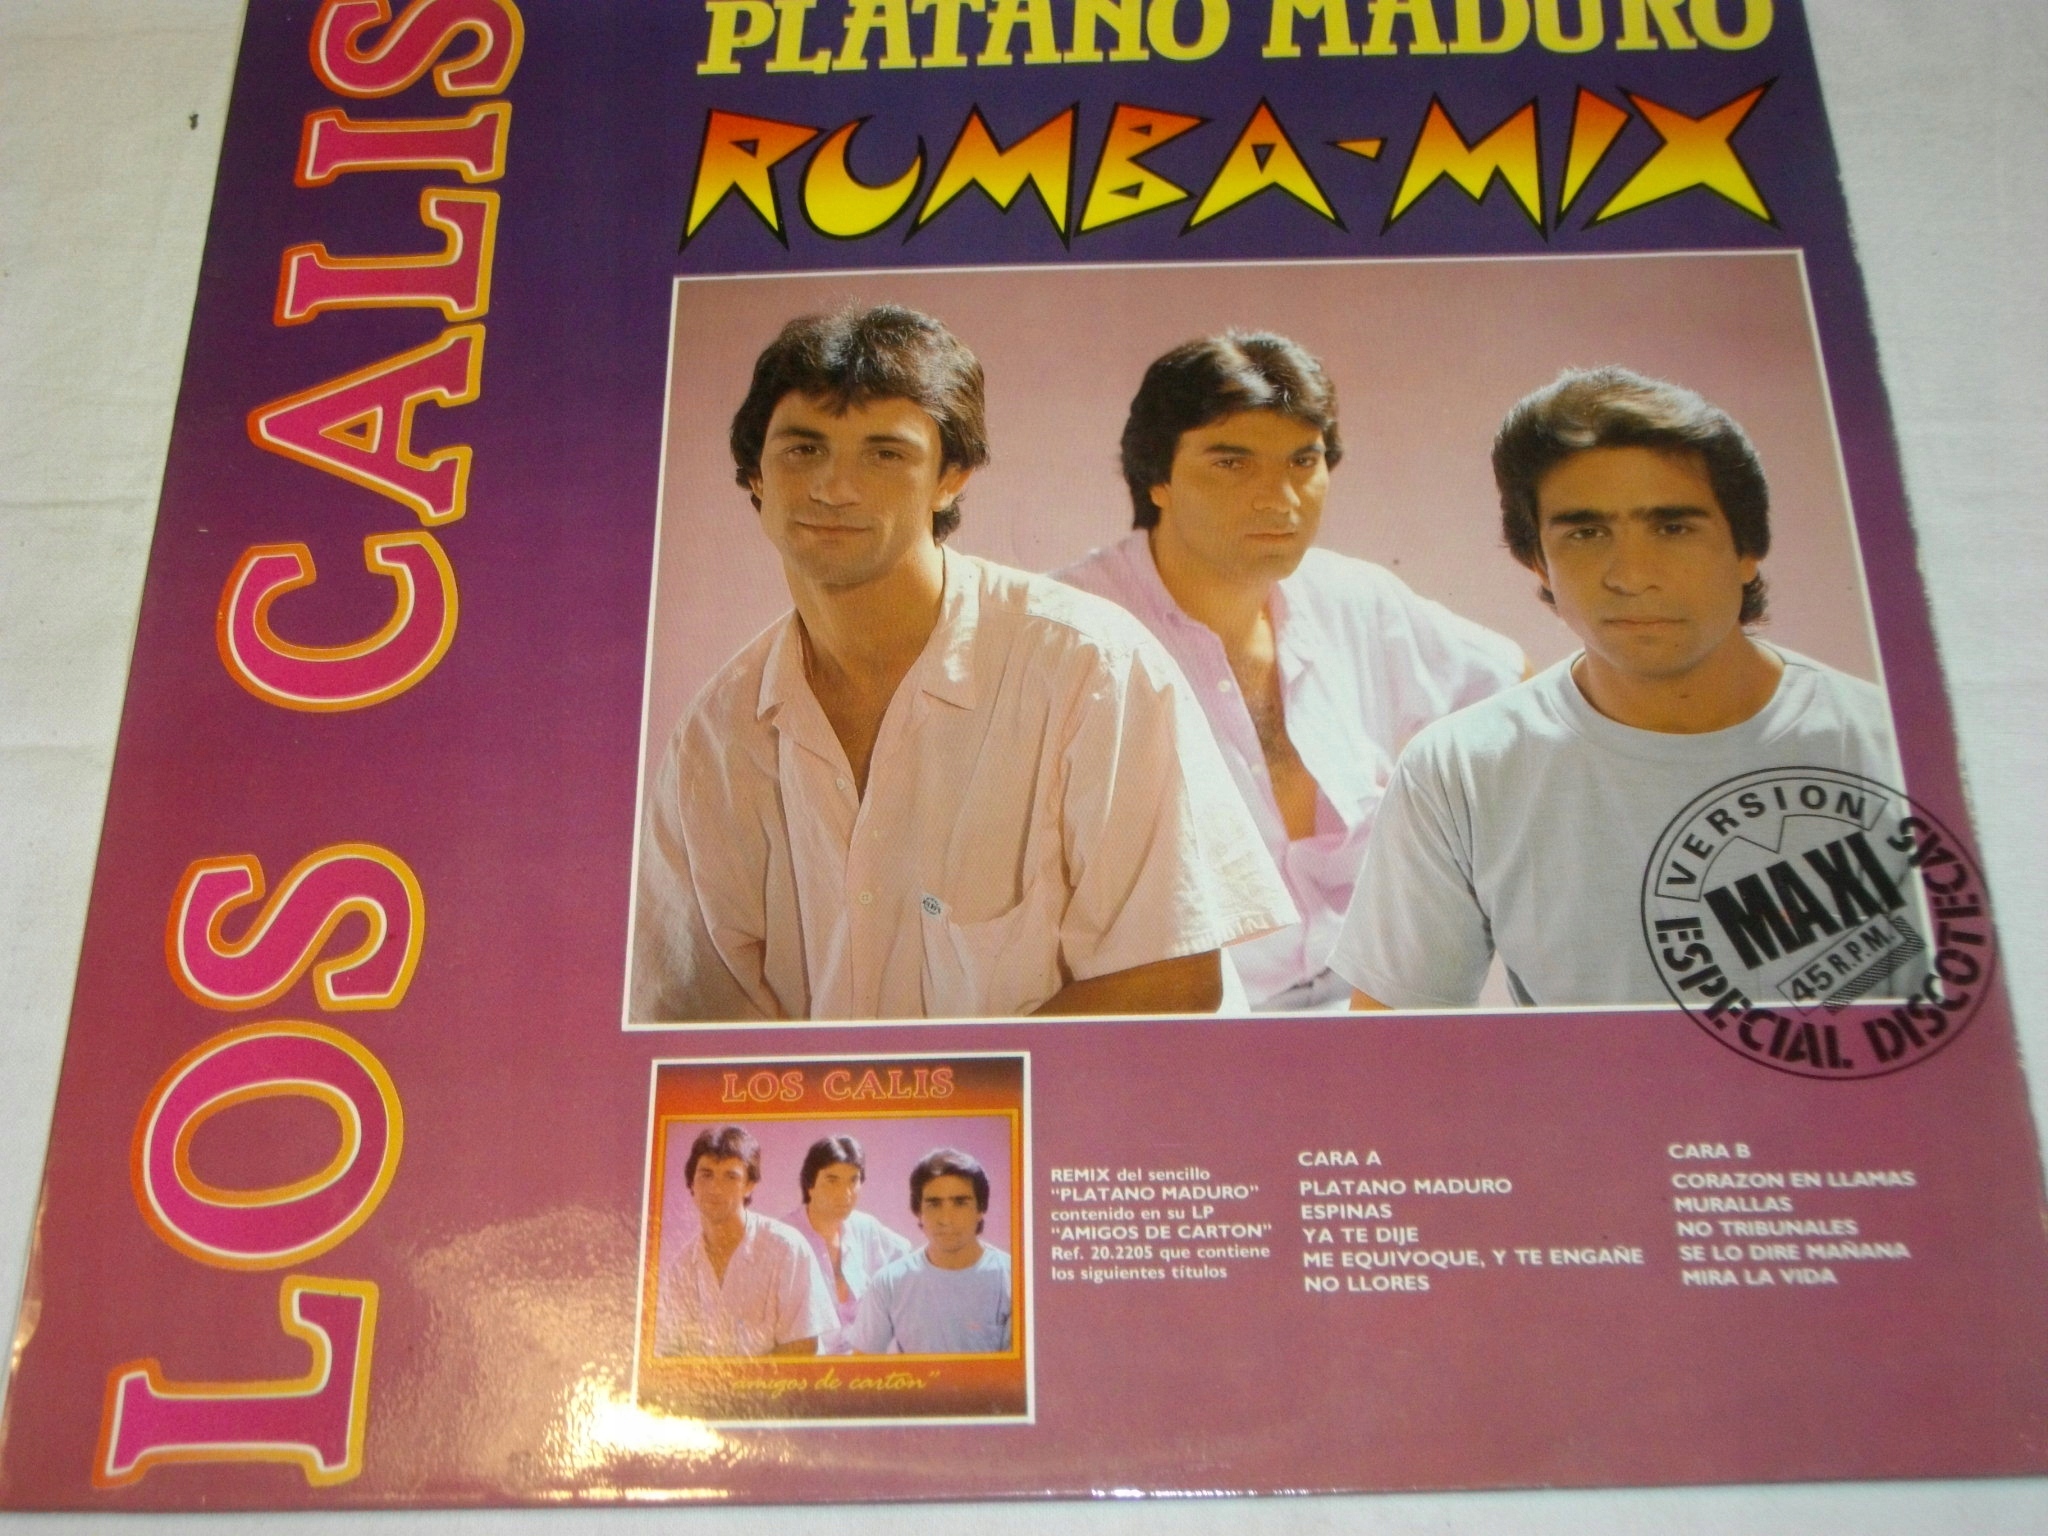 LOS CALIS
PLATANO MADURO
RUMBA-MIX
VERSION
MAXI
45 R.P.M.
ESPECIAL DISCOTECAS
LOS CALIS
"amigos de cartón"
REMIX del sencillo
"PLATANO MADURO"
contenido en su LP
"AMIGOS DE CARTON"
Ref. 20.2205 que contiene
los siguientes títulos
CARA A
PLATANO MADURO
ESPINAS
YA TE DIJE
ME EQUIVOQUE, Y TE ENGAÑE
NO LLORES
CARA B
CORAZON EN LLAMAS
MURALLAS
NO TRIBUNALES
SE LO DIRE MAÑANA
MIRA LA VIDA